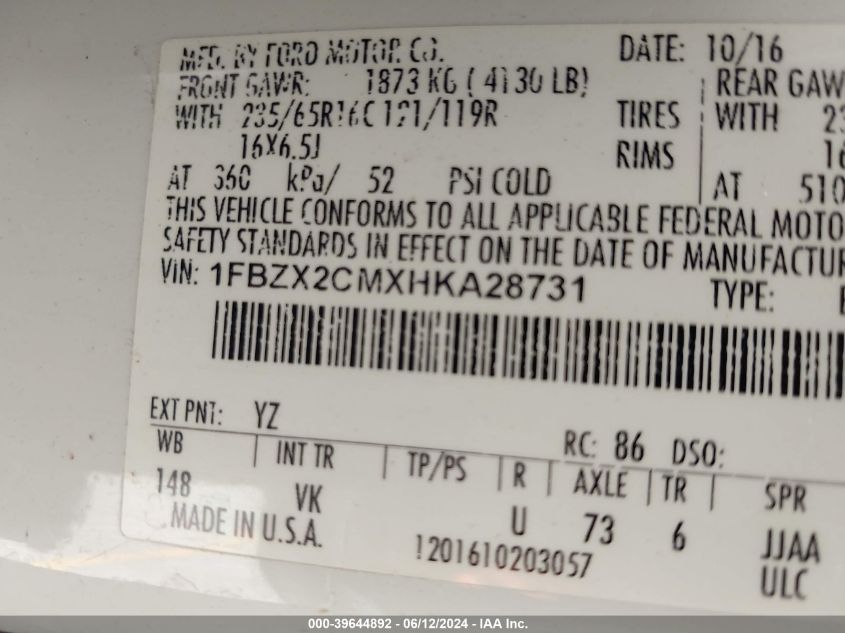 MFD. BY FORD MOTOR CO. DATE: 10/16
FRONT GAWR: 1873 KG ( 4130 LB) REAR GAW
WITH 235/65R16C 121/119R TIRES WITH 23
16X6.5J RIMS 16
AT 360 kPa/ 52 PSI COLD AT 510
THIS VEHICLE CONFORMS TO ALL APPLICABLE FEDERAL MOTO
SAFETY STANDARDS IN EFFECT ON THE DATE OF MANUFACTUR
VIN: 1FBZX2CMXHKA28731 TYPE:
EXT PNT: YZ RC: 86 DSO:
WB INT TR TP/PS R AXLE TR SPR
148 VK U 73 6 JJAA
MADE IN U.S.A. 1201610203057 ULC
000-39644892 - 06/12/2024 - IAA Inc.